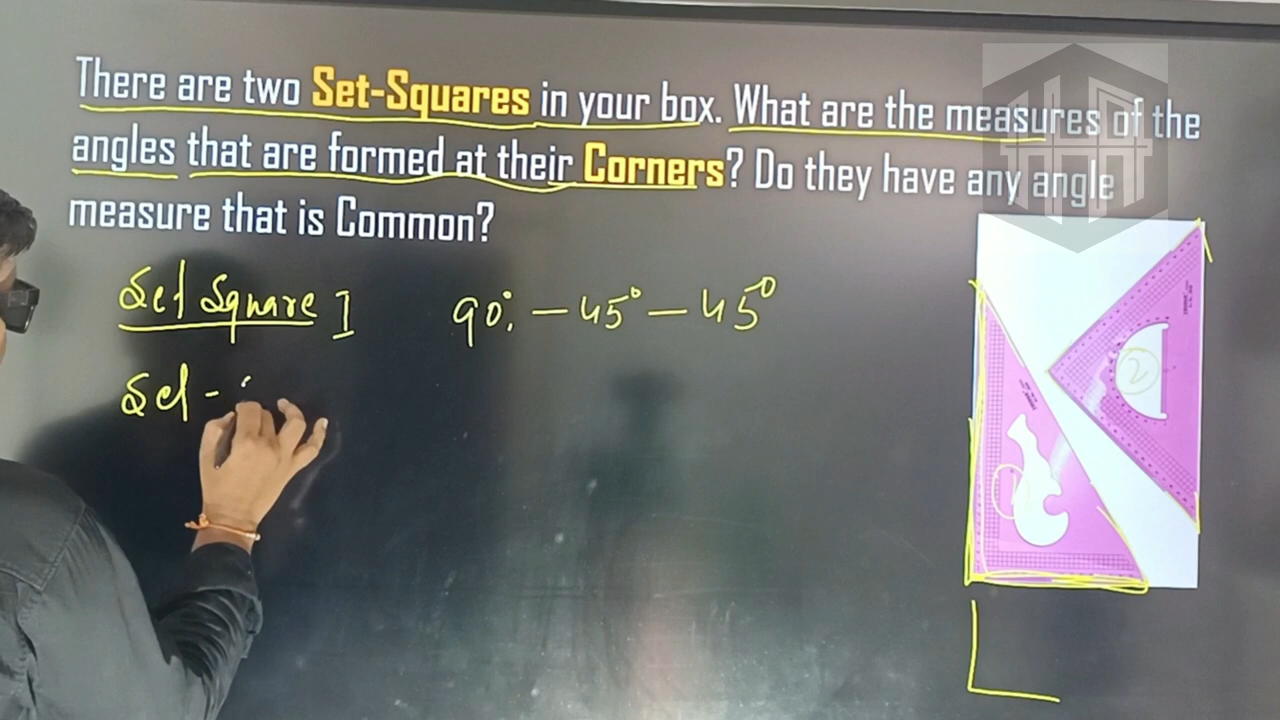 There are two Set-Squares in your box. What are the measures of the
angles that are formed at their Corners? Do they have any angle
measure that is Common?
Set Square I 90° - 45° - 45°
Set -
2